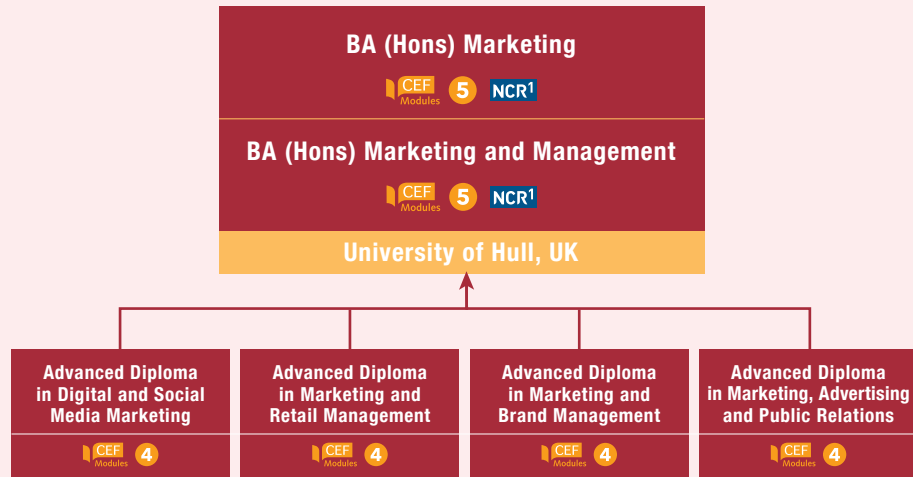 BA (Hons) Marketing
CEF
Modules
5
NCR1
BA (Hons) Marketing and Management
CEF
Modules
5
NCR1
University of Hull, UK
Advanced Diploma
in Digital and Social
Media Marketing
CEF
Modules
4
Advanced Diploma
in Marketing and
Retail Management
CEF
Modules
4
Advanced Diploma
in Marketing and
Brand Management
CEF
Modules
4
Advanced Diploma
in Marketing, Advertising
and Public Relations
CEF
Modules
4